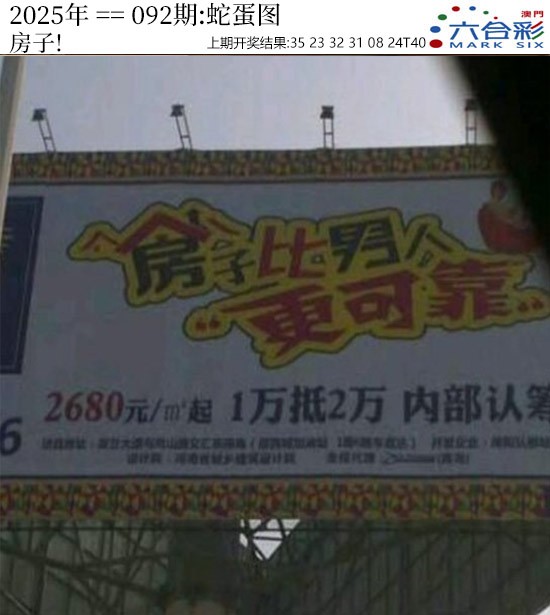 2025年 == 092期:蛇蛋图
房子!
上期开奖结果:35 23 32 31 08 24T40
澳門
六合彩
MARK SIX
房子比男人
“更可靠”
2680元/㎡起 1万抵2万 内部认筹
6